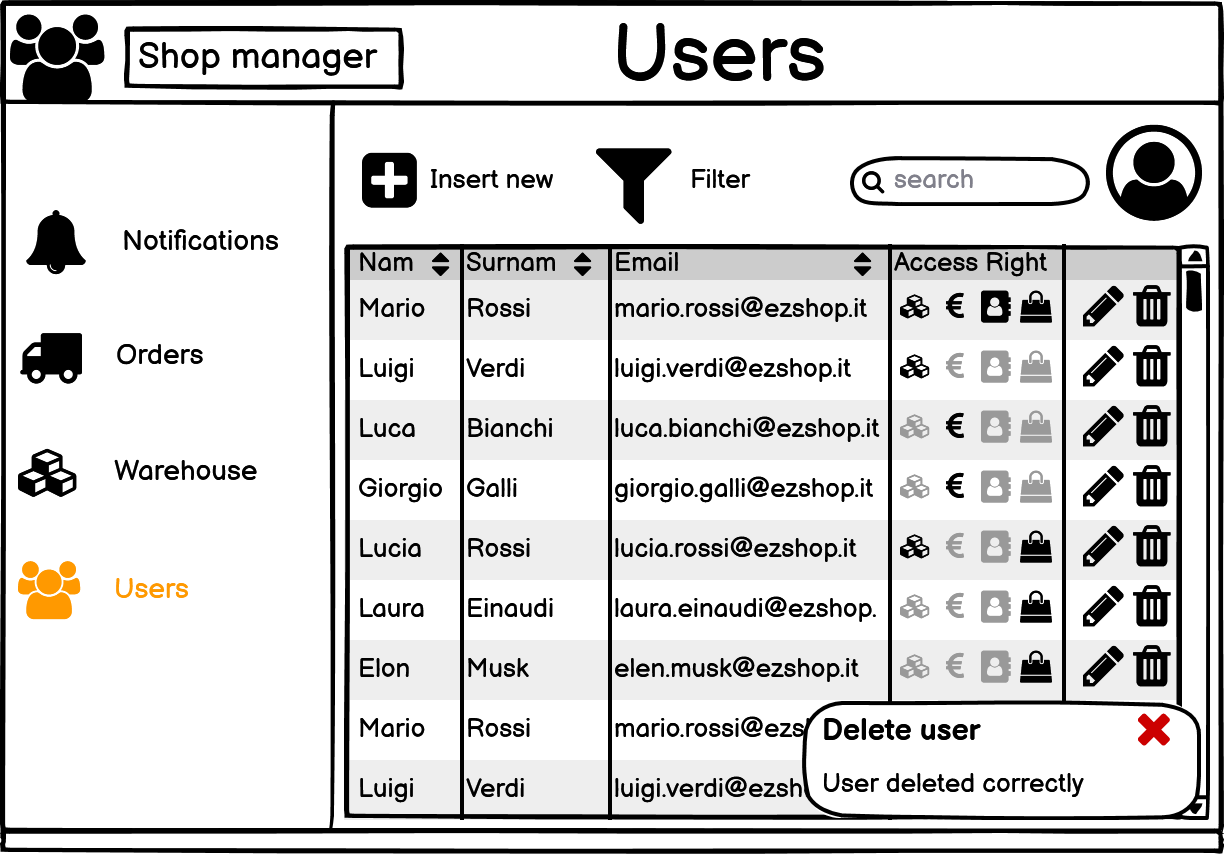 Shop manager
Users
Notifications
Orders
Warehouse
Users
Insert new
Filter
search
Nam Surnam Email Access Right
Mario Rossi mario.rossi@ezshop.it €
Luigi Verdi luigi.verdi@ezshop.it €
Luca Bianchi luca.bianchi@ezshop.it €
Giorgio Galli giorgio.galli@ezshop.it €
Lucia Rossi lucia.rossi@ezshop.it €
Laura Einaudi laura.einaudi@ezshop. €
Elon Musk elen.musk@ezshop.it €
Mario Rossi mario.rossi@ezs
Luigi Verdi luigi.verdi@ezsh
Delete user
User deleted correctly